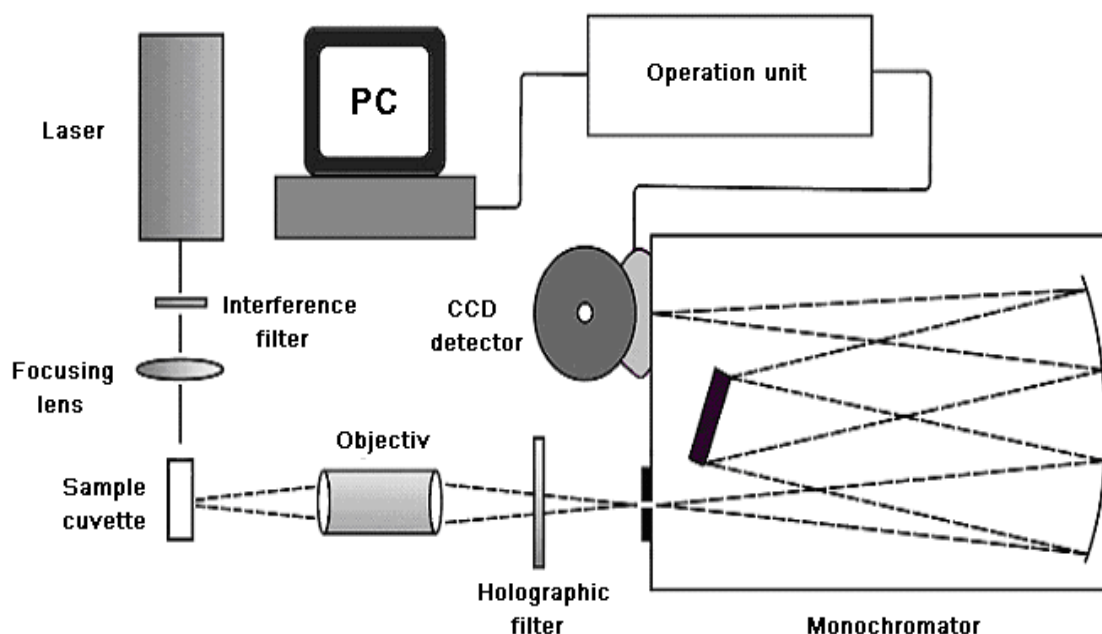 Laser
PC
Operation unit
Interference
filter
CCD
detector
Focusing
lens
Objectiv
Sample
cuvette
Holographic
filter
Monochromator